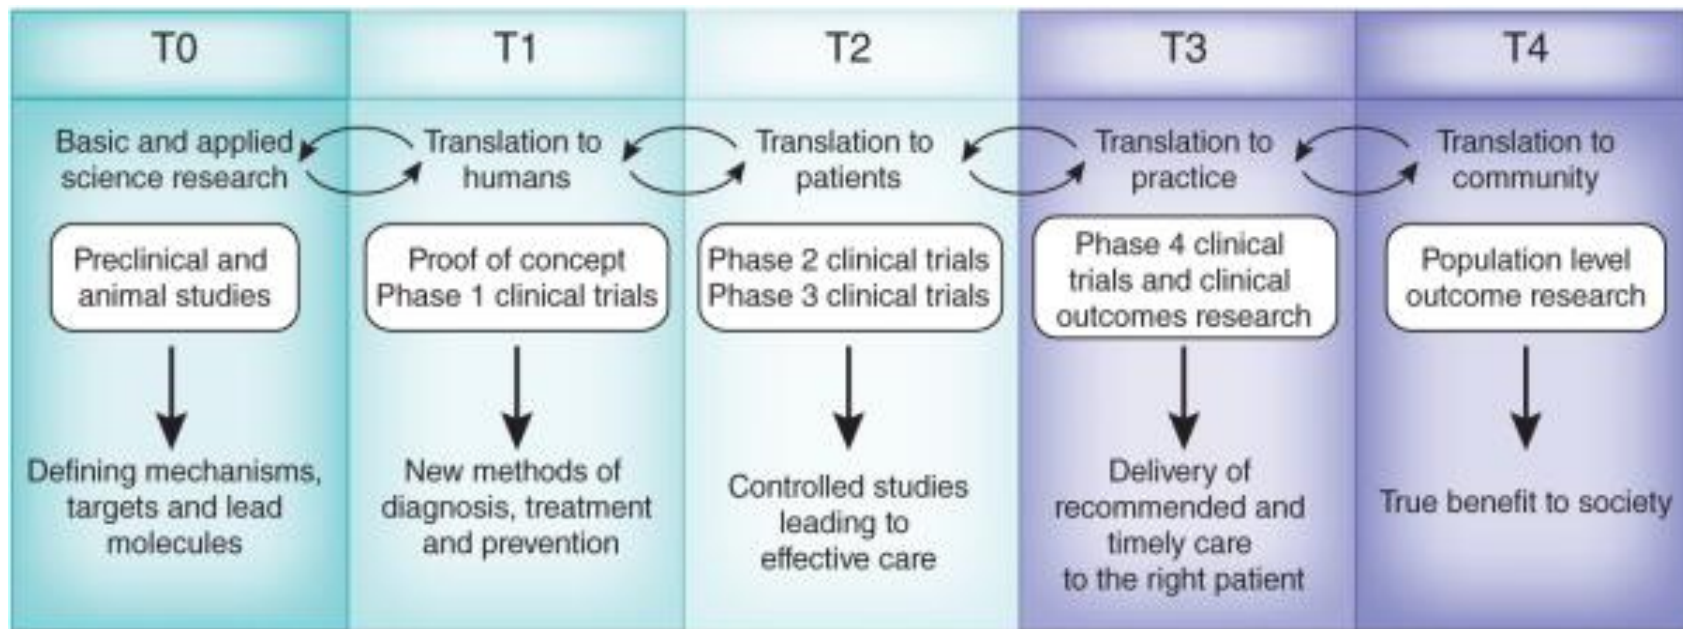 T0
T1
T2
T3
T4
Basic and applied
science research
Translation to
humans
Translation to
patients
Translation to
practice
Translation to
community
Preclinical and
animal studies
Proof of concept
Phase 1 clinical trials
Phase 2 clinical trials
Phase 3 clinical trials
Phase 4 clinical
trials and clinical
outcomes research
Population level
outcome research
Defining mechanisms,
targets and lead
molecules
New methods of
diagnosis, treatment
and prevention
Controlled studies
leading to
effective care
Delivery of
recommended and
timely care
to the right patient
True benefit to society